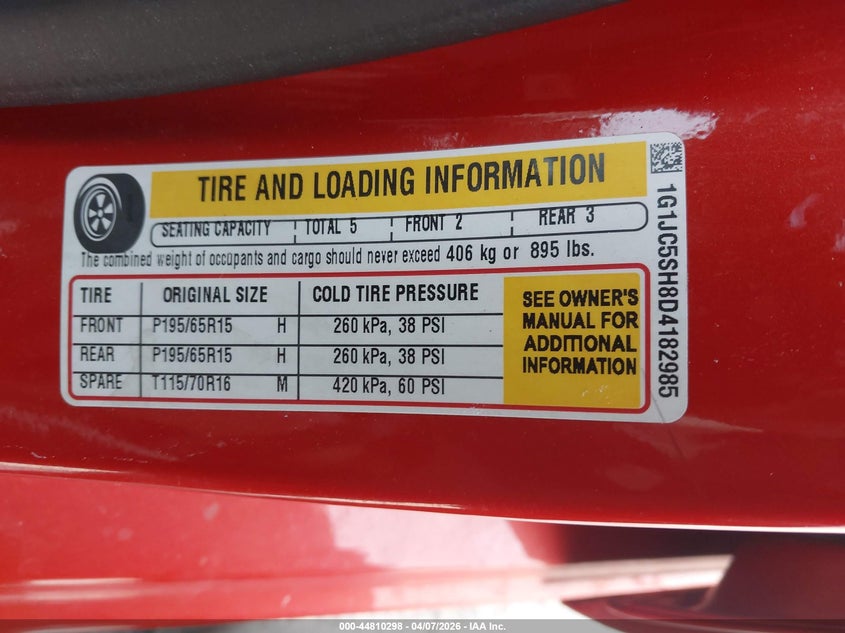 TIRE AND LOADING INFORMATION
SEATING CAPACITY TOTAL 5 FRONT 2 REAR 3
The combined weight of occupants and cargo should never exceed 406 kg or 895 lbs.
TIRE ORIGINAL SIZE COLD TIRE PRESSURE
FRONT P195/65R15 H 260 kPa, 38 PSI
REAR P195/65R15 H 260 kPa, 38 PSI
SPARE T115/70R16 M 420 kPa, 60 PSI
SEE OWNER'S
MANUAL FOR
ADDITIONAL
INFORMATION
1G1JC5SH8D4182985
000-44810298 - 04/07/2026 - IAA Inc.